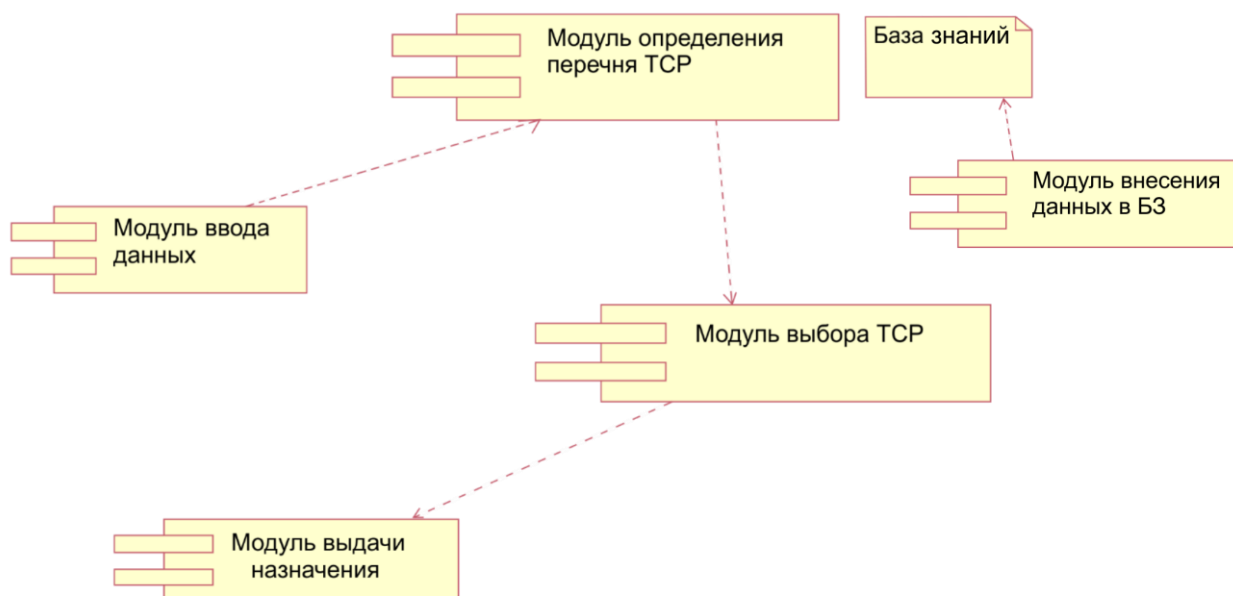 Модуль определения
перечня ТСР
База знаний
Модуль внесения
данных в БЗ
Модуль ввода
данных
Модуль выбора ТСР
Модуль выдачи
назначения